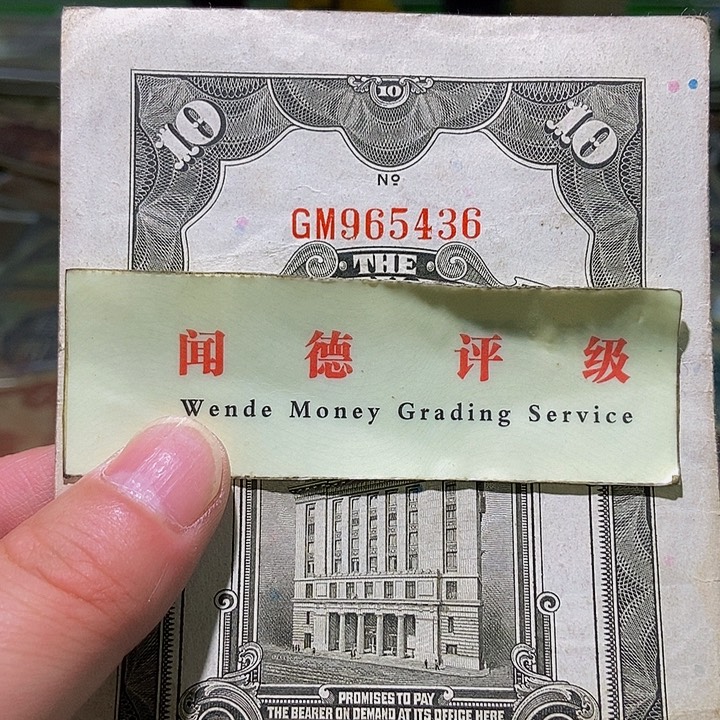 10 10 10
Nº
GM965436
THE
闻德 评级
Wende Money Grading Service
PROMISES TO PAY
THE BEARER ON DEMAND AT ITS OFFICE HERE